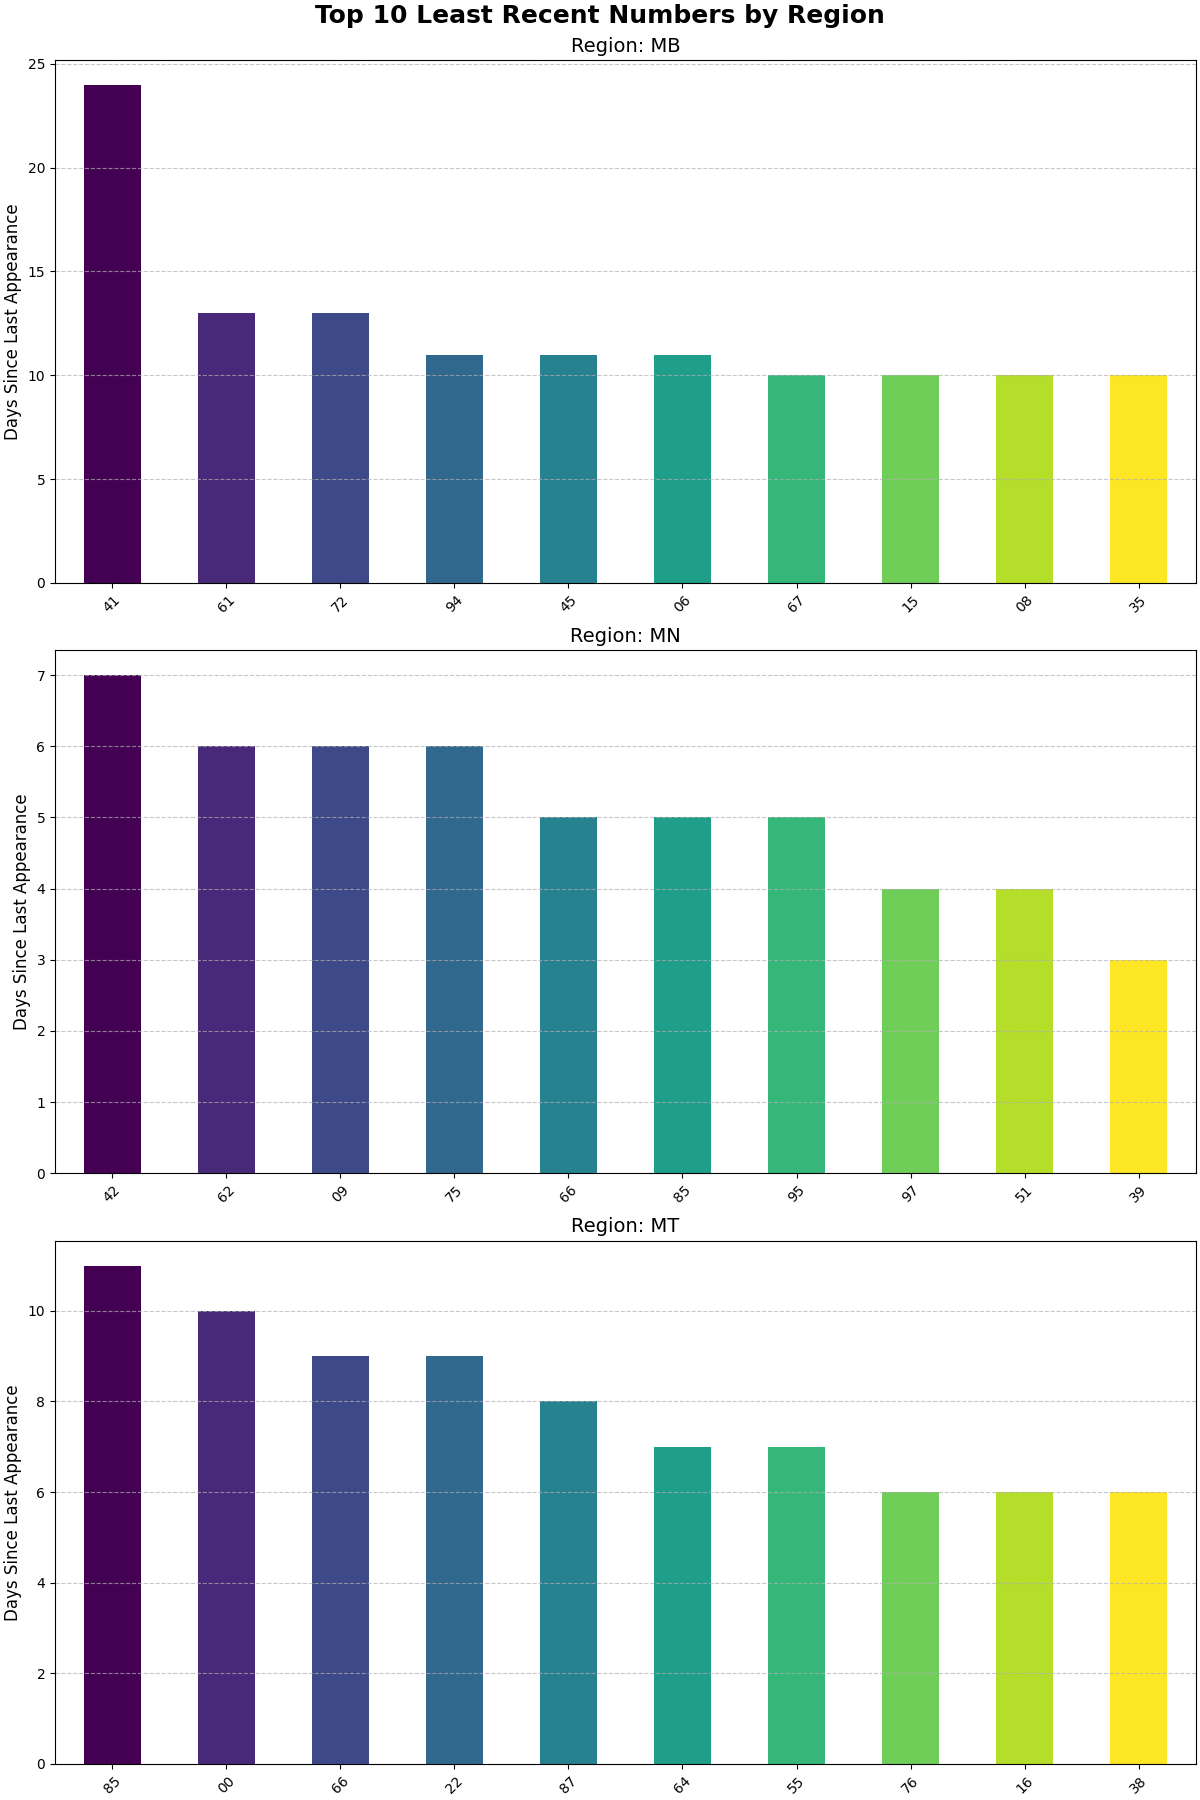 Top 10 Least Recent Numbers by Region
Region: MB
Days Since Last Appearance
25
20
15
10
5
0
41 61 72 94 45 06 67 15 08 35
Region: MN
Days Since Last Appearance
7
6
5
4
3
2
1
0
42 62 09 75 66 85 95 97 51 39
Region: MT
Days Since Last Appearance
10
8
6
4
2
0
85 00 66 22 87 64 55 76 16 38